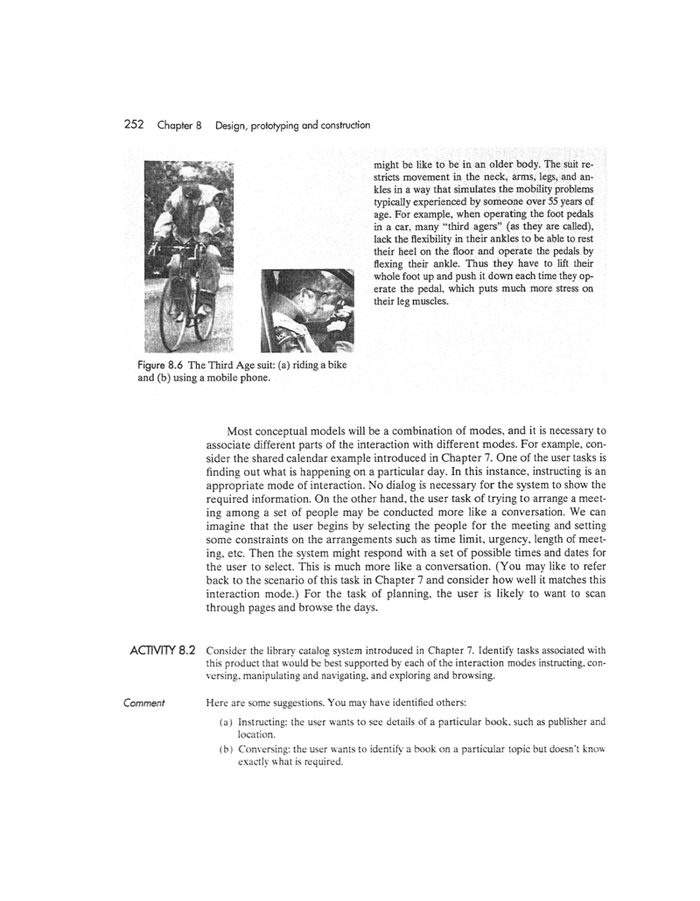 252 Chapter 8 Design, prototyping and construction
might be like to be in an older body. The suit re-
stricts movement in the neck, arms, legs, and an-
kles in a way that simulates the mobility problems
typically experienced by someone over 55 years of
age. For example, when operating the foot pedals
in a car, many “third agers” (as they are called),
lack the flexibility in their ankles to be able to rest
their heel on the floor and operate the pedals by
flexing their ankle. Thus they have to lift their
whole foot up and push it down each time they op-
erate the pedal, which puts much more stress on
their leg muscles.
Figure 8.6 The Third Age suit: (a) riding a bike
and (b) using a mobile phone.
Most conceptual models will be a combination of modes, and it is necessary to
associate different parts of the interaction with different modes. For example, con-
sider the shared calendar example introduced in Chapter 7. One of the user tasks is
finding out what is happening on a particular day. In this instance, instructing is an
appropriate mode of interaction. No dialog is necessary for the system to show the
required information. On the other hand, the user task of trying to arrange a meet-
ing among a set of people may be conducted more like a conversation. We can
imagine that the user begins by selecting the people for the meeting and setting
some constraints on the arrangements such as time limit, urgency, length of meet-
ing, etc. Then the system might respond with a set of possible times and dates for
the user to select. This is much more like a conversation. (You may like to refer
back to the scenario of this task in Chapter 7 and consider how well it matches this
interaction mode.) For the task of planning, the user is likely to want to scan
through pages and browse the days.
ACTIVITY 8.2 Consider the library catalog system introduced in Chapter 7. Identify tasks associated with
this product that would be best supported by each of the interaction modes instructing, con-
versing, manipulating and navigating, and exploring and browsing.
Comment Here are some suggestions. You may have identified others:
(a) Instructing: the user wants to see details of a particular book, such as publisher and
location.
(b) Conversing: the user wants to identify a book on a particular topic but doesn't know
exactly what is required.